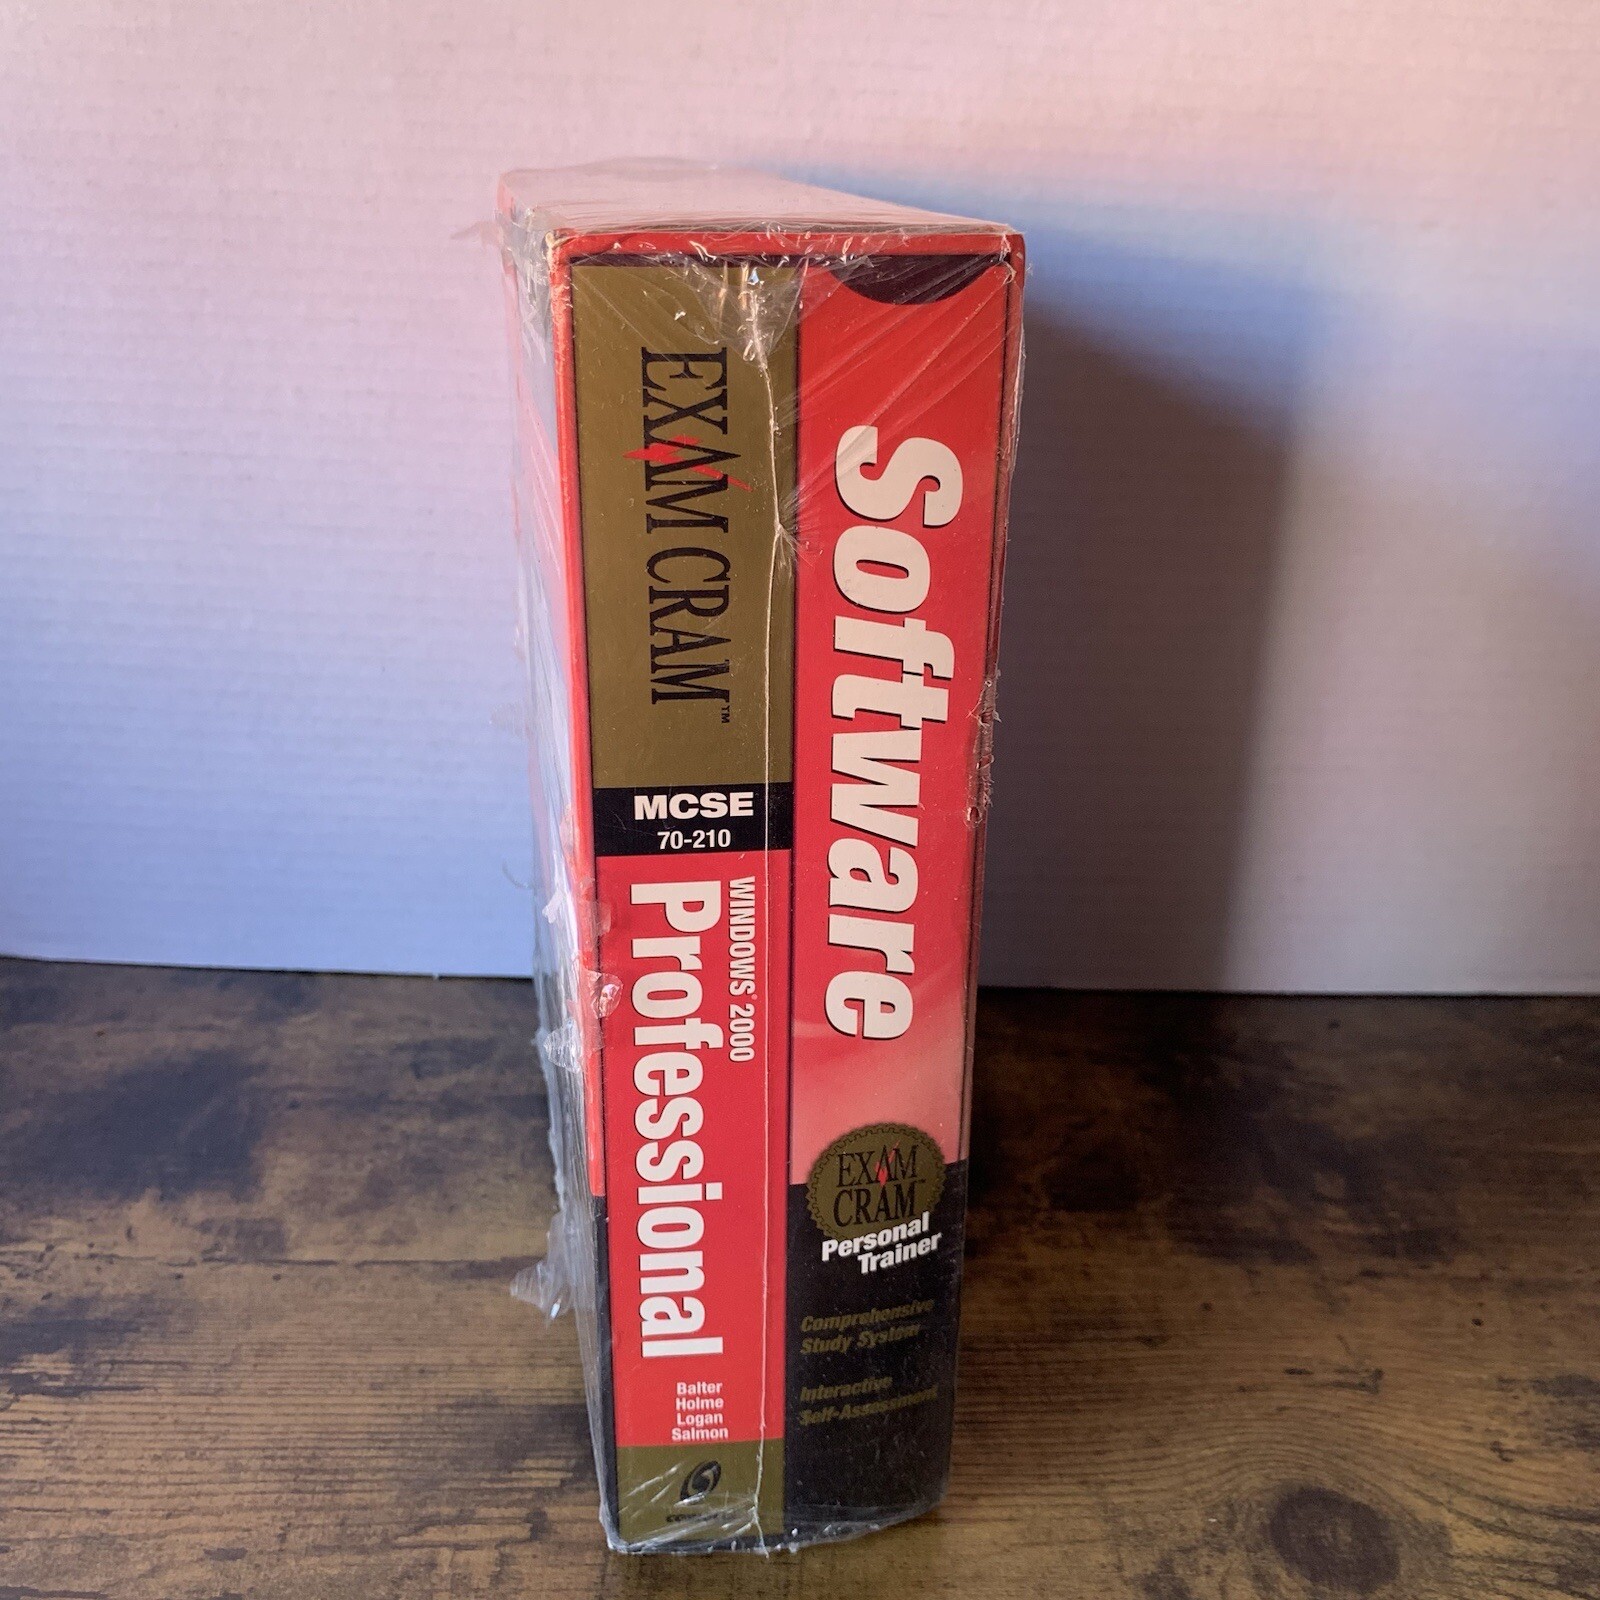 EXAM CRAM™
MCSE
70-210
WINDOWS® 2000
Professional
Balter
Holme
Logan
Salmon
Software
EXAM
CRAM™
Personal
Trainer
Comprehensive
Study System
Interactive
Self-Assessment